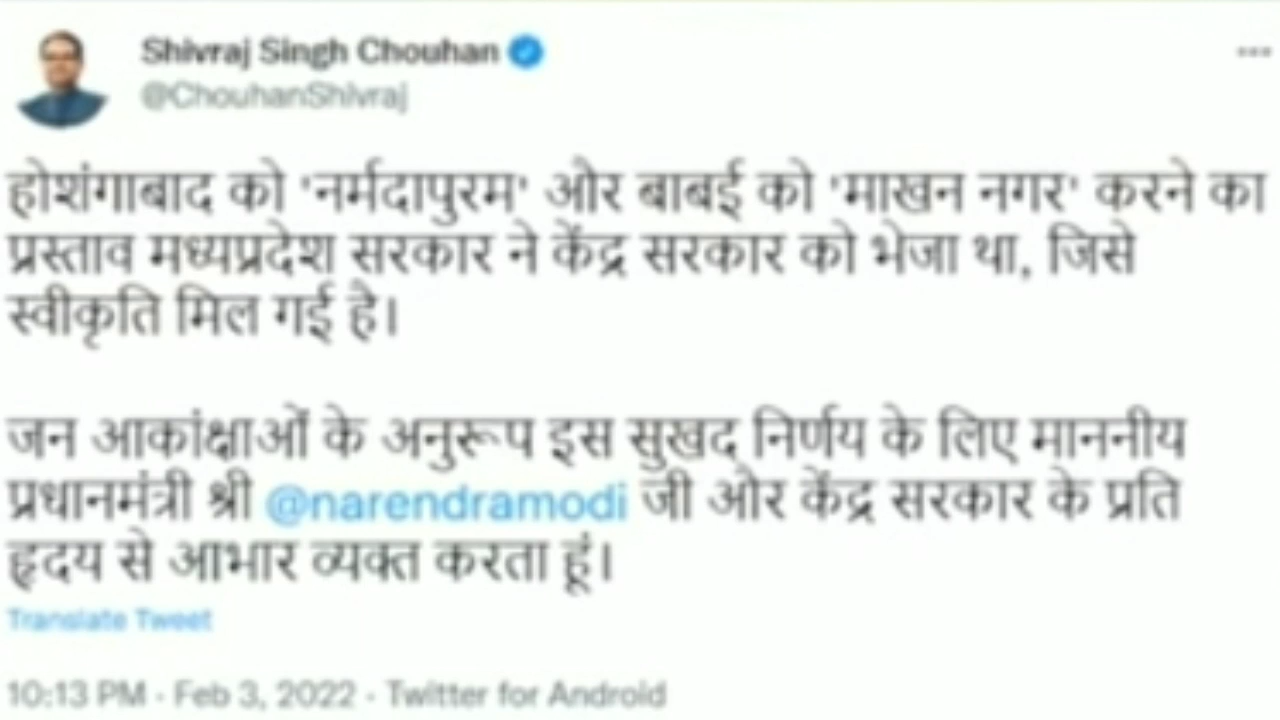 Shivraj Singh Chouhan
@ChouhanShivraj
होशंगाबाद को 'नर्मदापुरम' और बाबई को 'माखन नगर' करने का
प्रस्ताव मध्यप्रदेश सरकार ने केंद्र सरकार को भेजा था, जिसे
स्वीकृति मिल गई है।
जन आकांक्षाओं के अनुरूप इस सुखद निर्णय के लिए माननीय
प्रधानमंत्री श्री @narendramodi जी और केंद्र सरकार के प्रति
हृदय से आभार व्यक्त करता हूं।
Translate Tweet
10:13 PM · Feb 3, 2022 · Twitter for Android